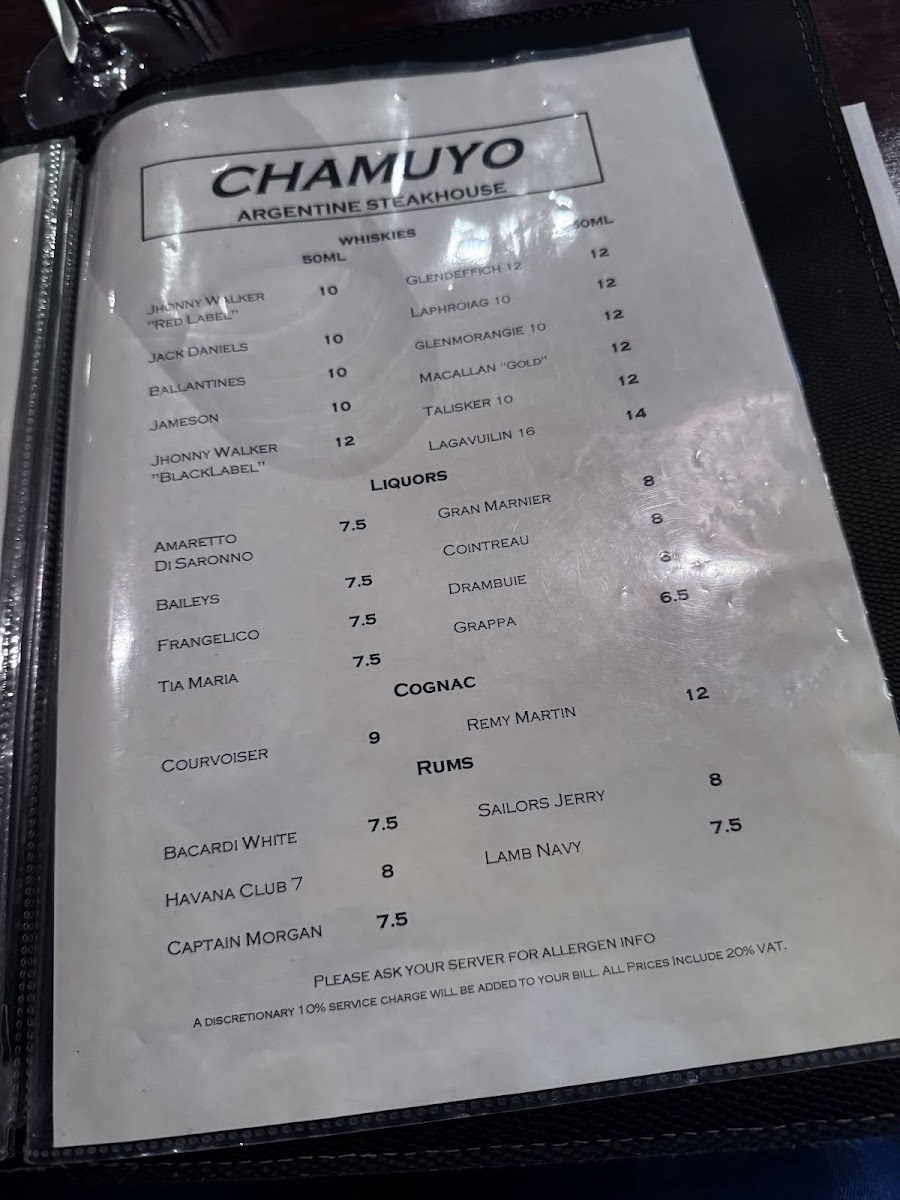 CHAMUYO
ARGENTINE STEAKHOUSE
WHISKIES
50ML 50ML
JHONNY WALKER "RED LABEL" 10
GLENDEFFICH 12 12
LAPHROIAG 10 12
JACK DANIELS 10
GLENMORANGIE 10 12
BALLANTINES 10
MACALLAN "GOLD" 12
JAMESON 10
TALISKER 10 12
JHONNY WALKER "BLACKLABEL" 12
LAGAVUILIN 16 14
LIQUORS
AMARETTO DI SARONNO 7.5
GRAN MARNIER 8
COINTREAU 8
BAILEYS 7.5
DRAMBUIE
FRANGELICO 7.5
GRAPPA 6.5
TIA MARIA 7.5
COGNAC
COURVOISER 9
REMY MARTIN 12
RUMS
BACARDI WHITE 7.5
SAILORS JERRY 8
HAVANA CLUB 7 8
LAMB NAVY 7.5
CAPTAIN MORGAN 7.5
PLEASE ASK YOUR SERVER FOR ALLERGEN INFO
A DISCRETIONARY 10% SERVICE CHARGE WILL BE ADDED TO YOUR BILL. ALL PRICES INCLUDE 20% VAT.